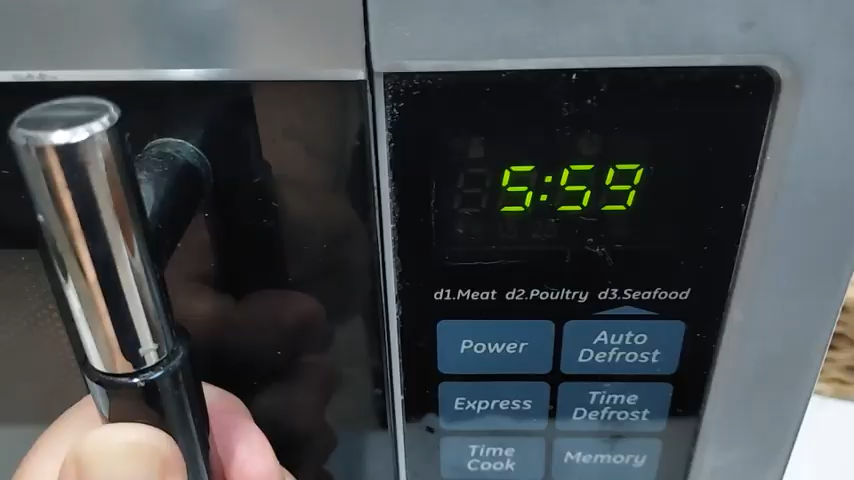 5:59
d1.Meat d2.Poultry d3.Seafood
Power
Auto
Defrost
Express
Time
Defrost
Time
Cook
Memory